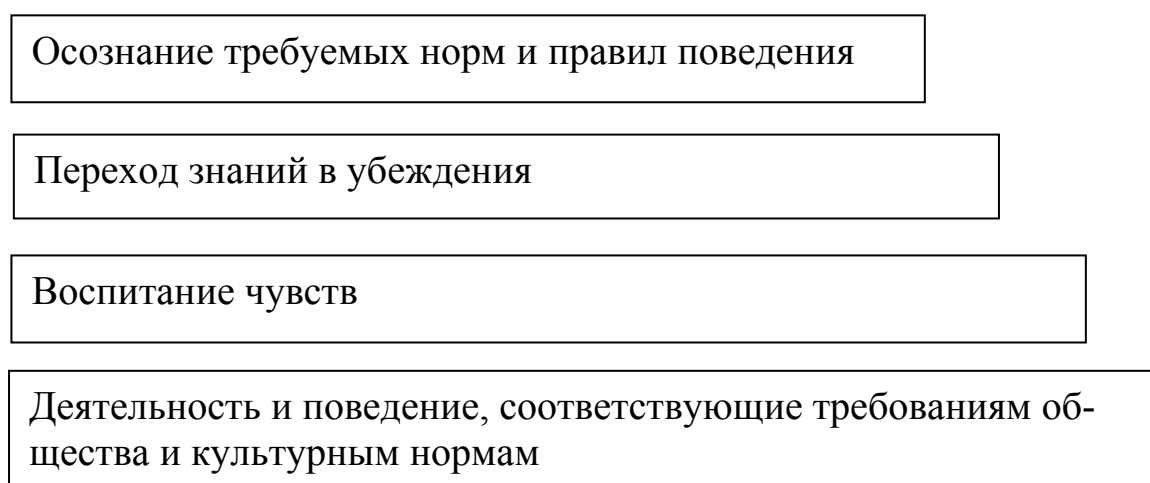 Осознание требуемых норм и правил поведения
Переход знаний в убеждения
Воспитание чувств
Деятельность и поведение, соответствующие требованиям об-
щества и культурным нормам